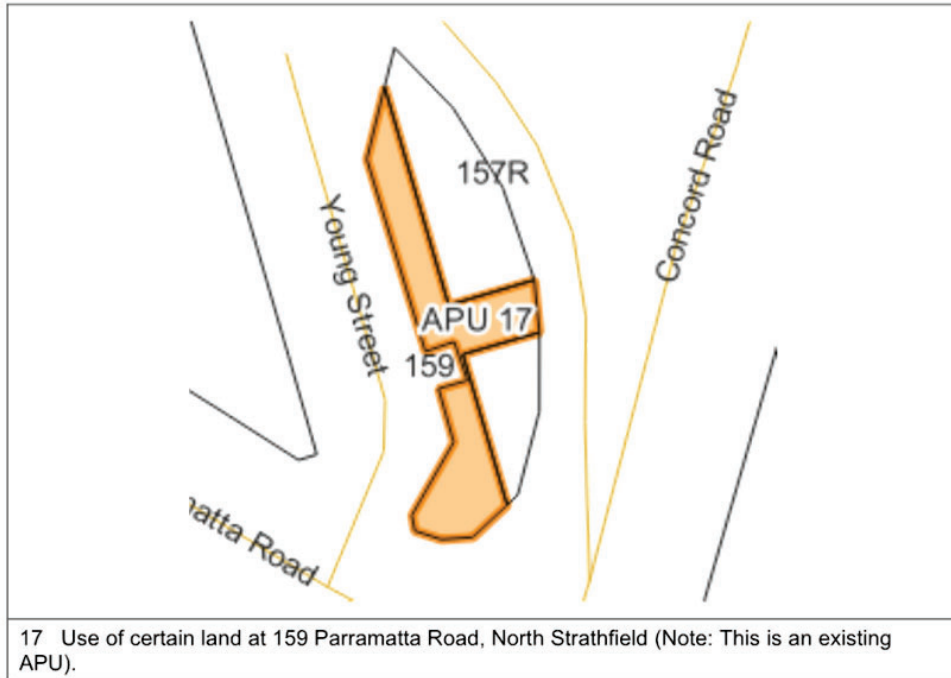 157R
Concord Road
Young Street
APU 17
159
Road
17 Use of certain land at 159 Parramatta Road, North Strathfield (Note: This is an existing
APU).